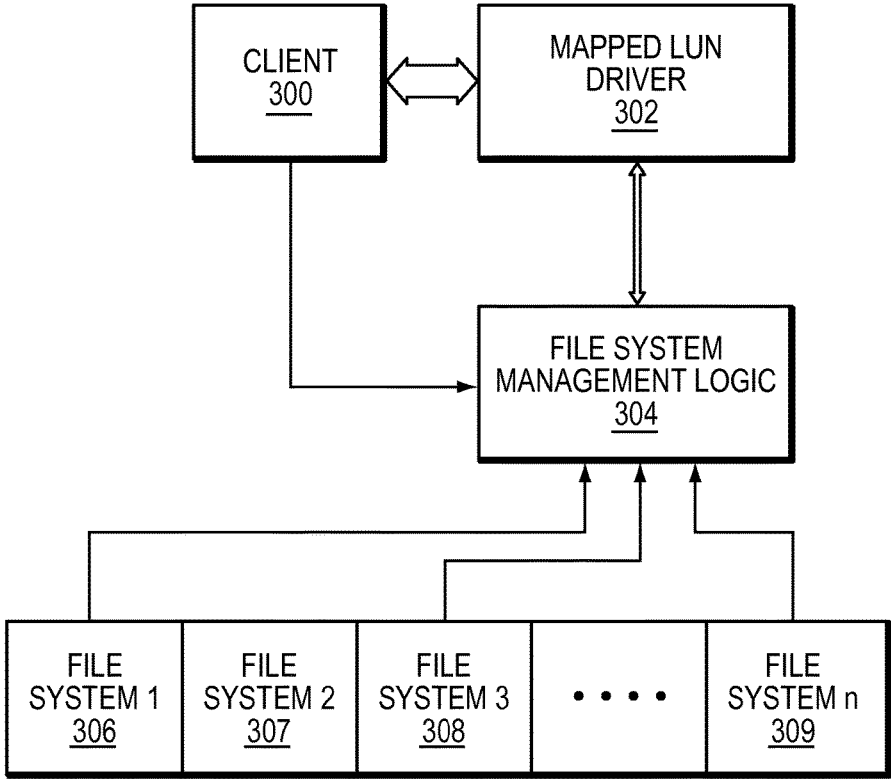 CLIENT
300
MAPPED LUN
DRIVER
302
FILE SYSTEM
MANAGEMENT LOGIC
304
FILE
SYSTEM 1
306
FILE
SYSTEM 2
307
FILE
SYSTEM 3
308
• • • •
FILE
SYSTEM n
309